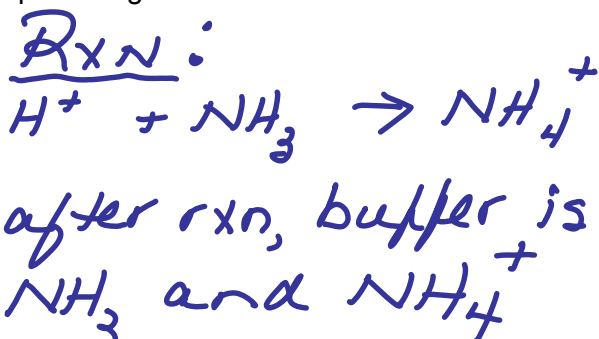 Rxn:
H⁺ + NH₃ → NH₄⁺
after rxn, buffer is
NH₃ and NH₄⁺